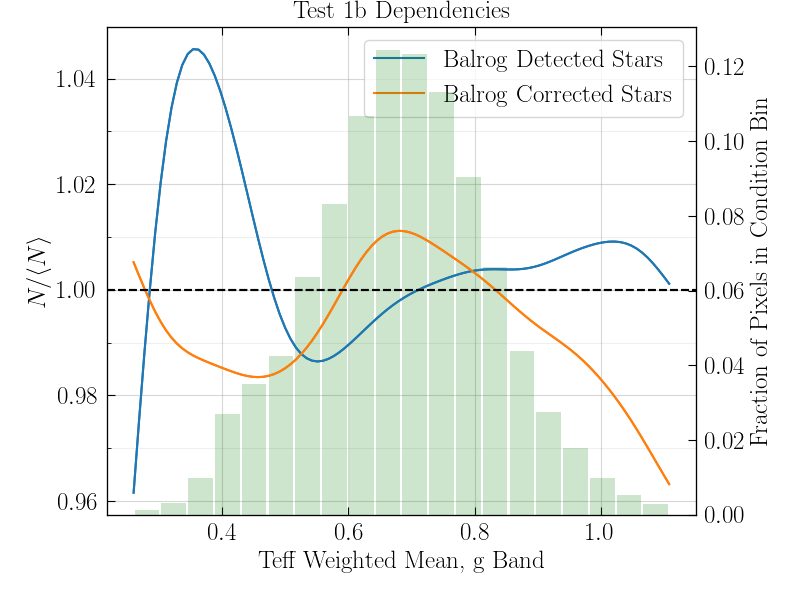 Test 1b Dependencies
Balrog Detected Stars
Balrog Corrected Stars
N/⟨N⟩
1.04
1.02
1.00
0.98
0.96
0.12
0.10
0.08
0.06
0.04
0.02
0.00
Fraction of Pixels in Condition Bin
0.4
0.6
0.8
1.0
Teff Weighted Mean, g Band